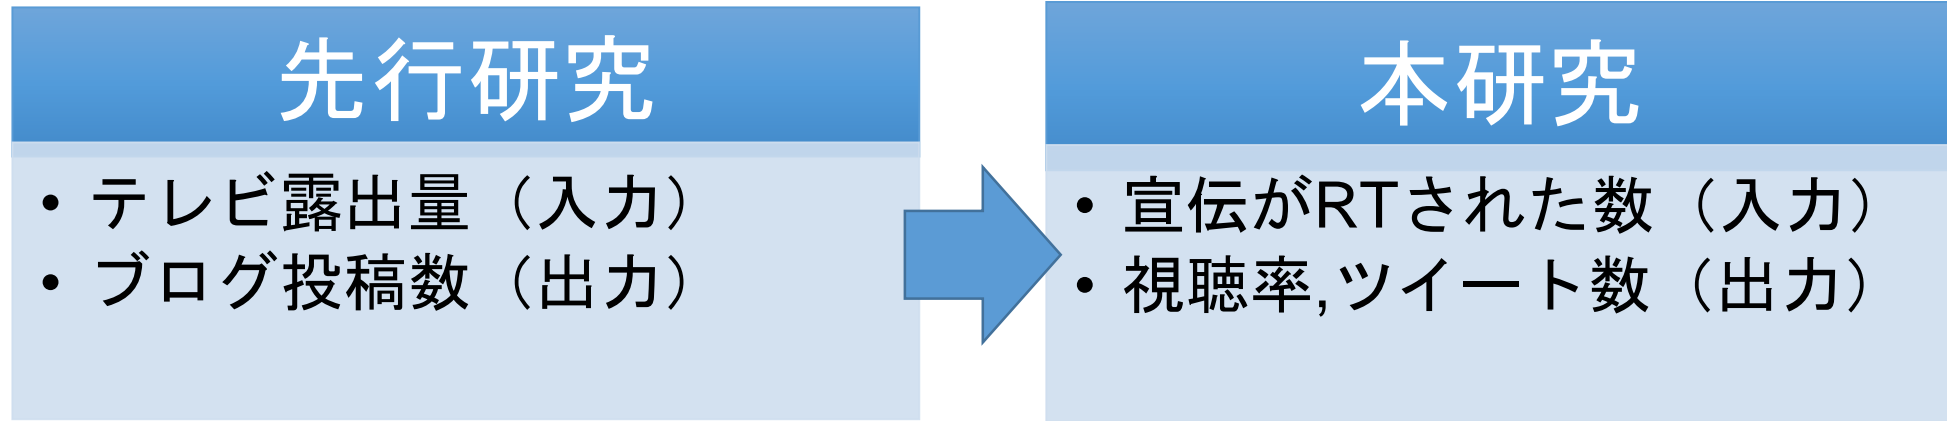 先行研究
• テレビ露出量（入力）
• ブログ投稿数（出力）
本研究
• 宣伝がRTされた数（入力）
• 視聴率,ツイート数（出力）